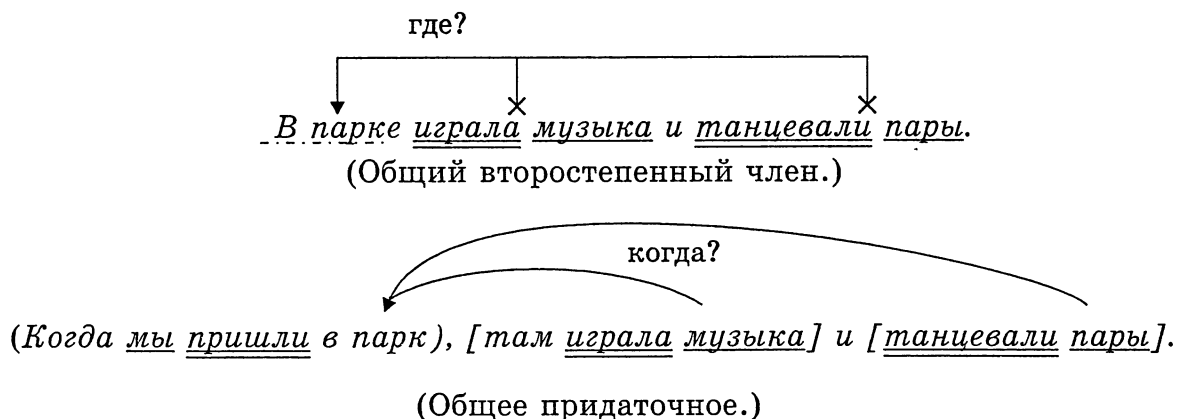 где?
В парке играла музыка и танцевали пары.
(Общий второстепенный член.)
когда?
(Когда мы пришли в парк), [там играла музыка] и [танцевали пары].
(Общее придаточное.)